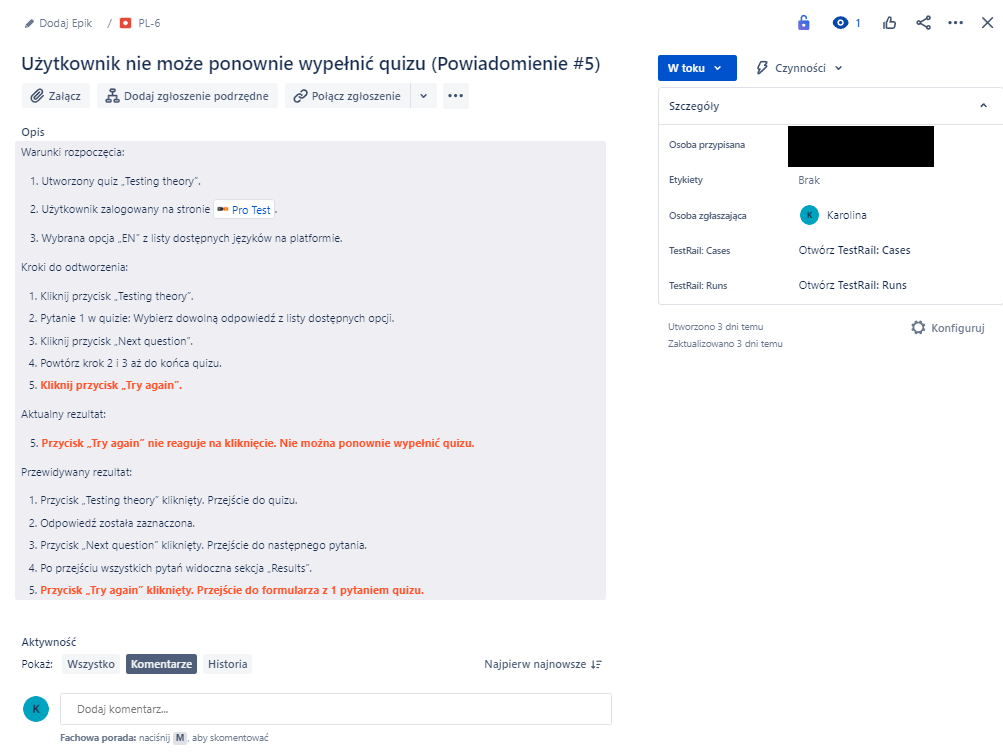 Dodaj Epik / PL-6
1
Użytkownik nie może ponownie wypełnić quizu (Powiadomienie #5)
Załącz
Dodaj zgłoszenie podrzędne
Połącz zgłoszenie
Opis
Warunki rozpoczęcia:
1. Utworzony quiz „Testing theory”.
2. Użytkownik zalogowany na stronie Pro Test .
3. Wybrana opcja „EN” z listy dostępnych języków na platformie.
Kroki do odtworzenia:
1. Kliknij przycisk „Testing theory”.
2. Pytanie 1 w quizie: Wybierz dowolną odpowiedź z listy dostępnych opcji.
3. Kliknij przycisk „Next question”.
4. Powtórz krok 2 i 3 aż do końca quizu.
5. Kliknij przycisk „Try again”.
Aktualny rezultat:
5. Przycisk „Try again” nie reaguje na kliknięcie. Nie można ponownie wypełnić quizu.
Przewidywany rezultat:
1. Przycisk „Testing theory” kliknięty. Przejście do quizu.
2. Odpowiedź została zaznaczona.
3. Przycisk „Next question” kliknięty. Przejście do następnego pytania.
4. Po przejściu wszystkich pytań widoczna sekcja „Results”.
5. Przycisk „Try again” kliknięty. Przejście do formularza z 1 pytaniem quizu.
Aktywność
Pokaż: Wszystko Komentarze Historia
Najpierw najnowsze
K
Dodaj komentarz...
Fachowa porada: naciśnij M, aby skomentować
W toku
Czynności
Szczegóły
Osoba przypisana
Etykiety Brak
Osoba zgłaszająca K Karolina
TestRail: Cases Otwórz TestRail: Cases
TestRail: Runs Otwórz TestRail: Runs
Utworzono 3 dni temu
Zaktualizowano 3 dni temu
Konfiguruj